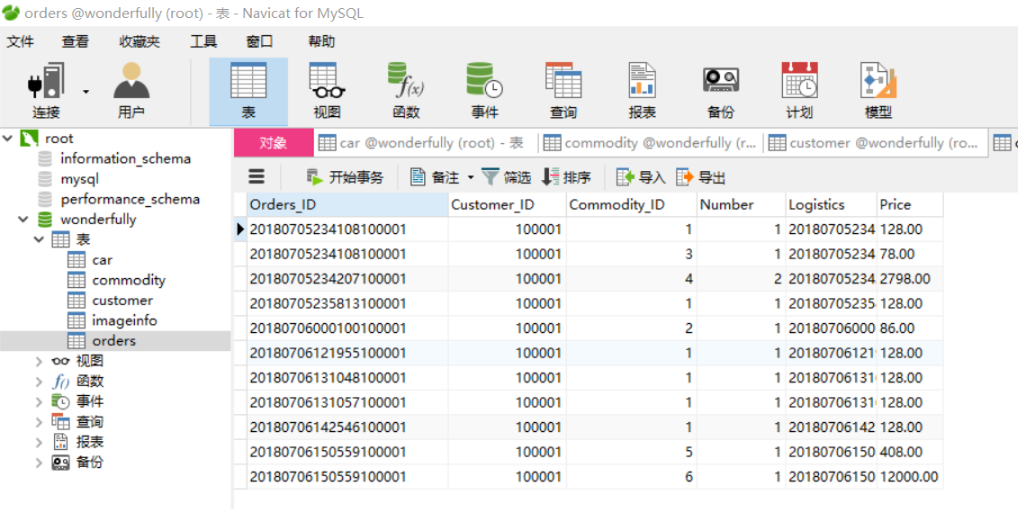 orders @wonderfully (root) - 表 - Navicat for MySQL
文件 查看 收藏夹 工具 窗口 帮助
连接 用户 表 视图 函数 事件 查询 报表 备份 计划 模型
root
information_schema
mysql
performance_schema
wonderfully
表
car
commodity
customer
imageinfo
orders
视图
函数
事件
查询
报表
备份
对象 car @wonderfully (root) - 表 commodity @wonderfully (r... customer @wonderfully (ro...
开始事务 备注 筛选 排序 导入 导出
Orders_ID Customer_ID Commodity_ID Number Logistics Price
20180705234108100001 100001 1 1 20180705234 128.00
20180705234108100001 100001 3 1 20180705234 78.00
20180705234207100001 100001 4 2 20180705234 2798.00
20180705235813100001 100001 1 1 20180705235 128.00
20180706000100100001 100001 2 1 20180706000 86.00
20180706121955100001 100001 1 1 20180706121 128.00
20180706131048100001 100001 1 1 20180706131 128.00
20180706131057100001 100001 1 1 20180706131 128.00
20180706142546100001 100001 1 1 20180706142 128.00
20180706150559100001 100001 5 1 20180706150 408.00
20180706150559100001 100001 6 1 20180706150 12000.00